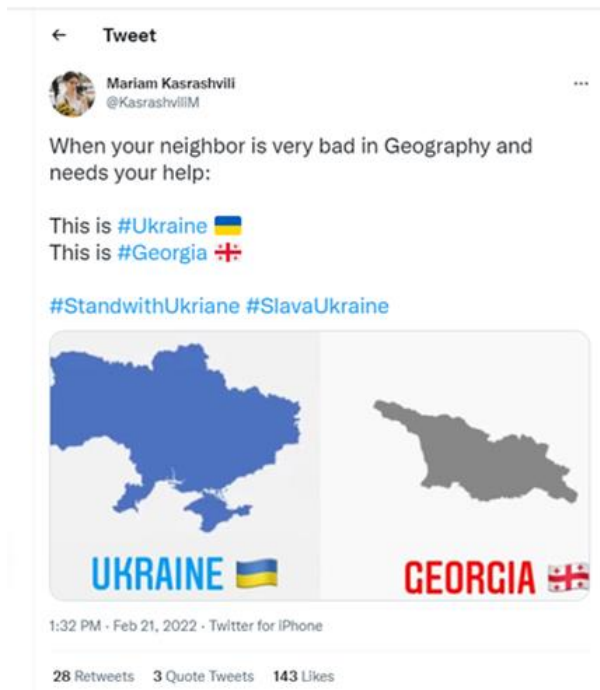 Tweet
Mariam Kasrashvili
@KasrashviliM
When your neighbor is very bad in Geography and
needs your help:
This is #Ukraine 🇺🇦
This is #Georgia 🇬🇪
#StandwithUkriane #SlavaUkraine
UKRAINE 🇺🇦
GEORGIA 🇬🇪
1:32 PM · Feb 21, 2022 · Twitter for iPhone
28 Retweets 3 Quote Tweets 143 Likes